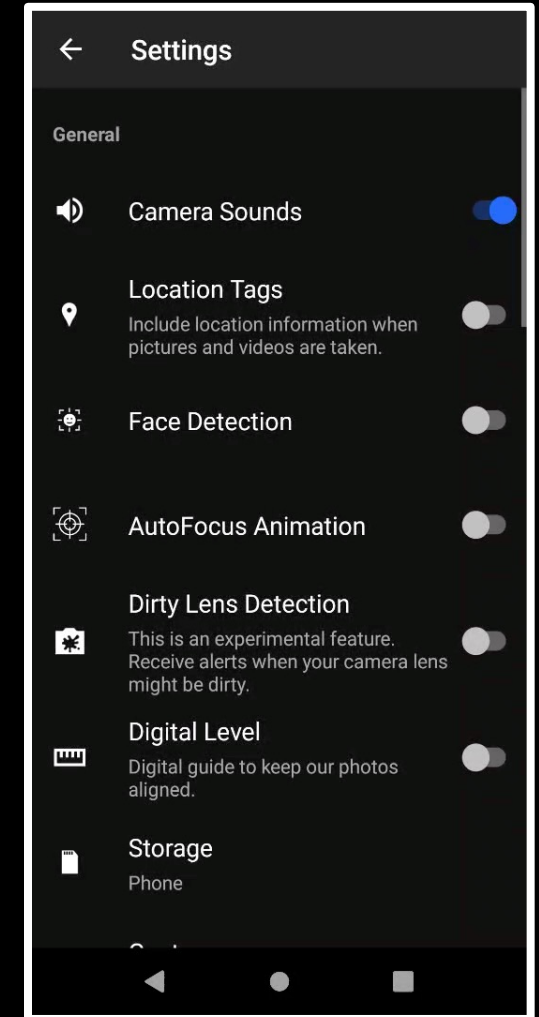 Settings
General
Camera Sounds
Location Tags
Include location information when
pictures and videos are taken.
Face Detection
AutoFocus Animation
Dirty Lens Detection
This is an experimental feature.
Receive alerts when your camera lens
might be dirty.
Digital Level
Digital guide to keep our photos
aligned.
Storage
Phone